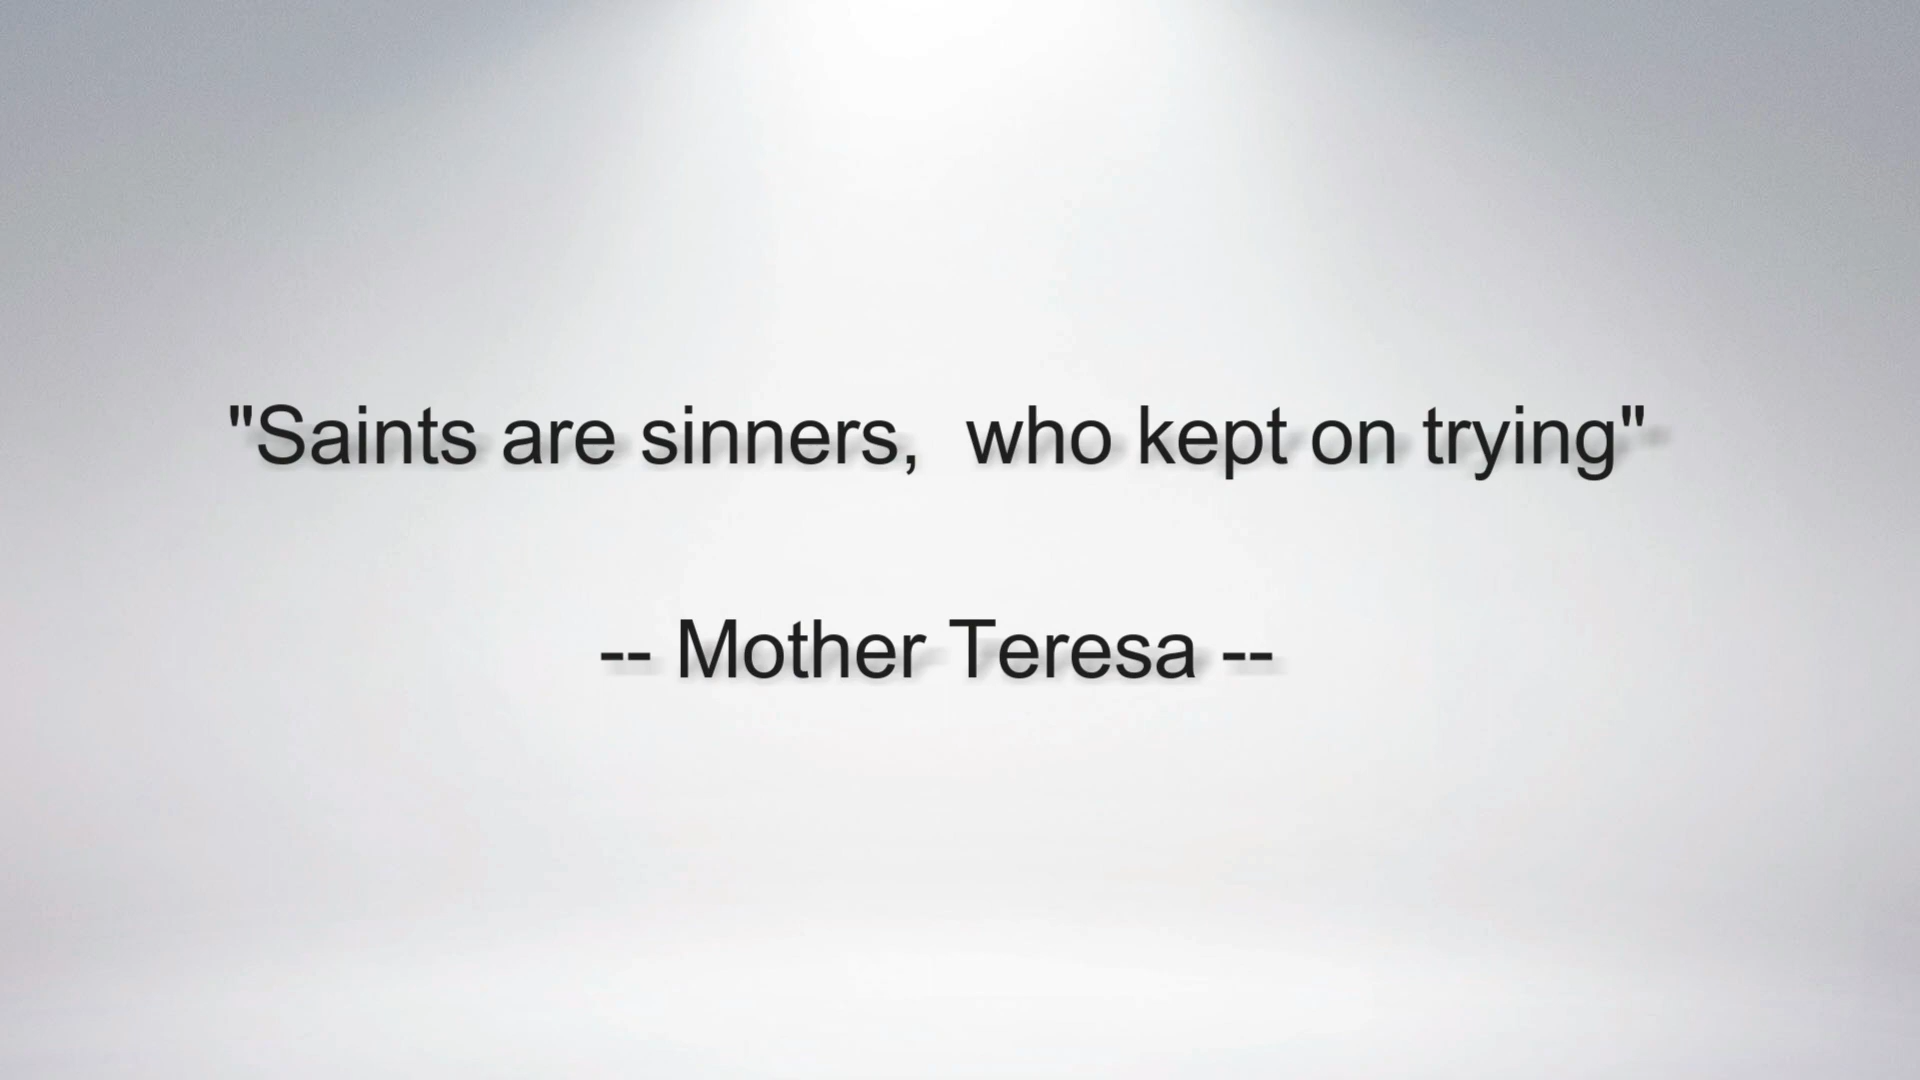 "Saints are sinners,  who kept on trying"
-- Mother Teresa --